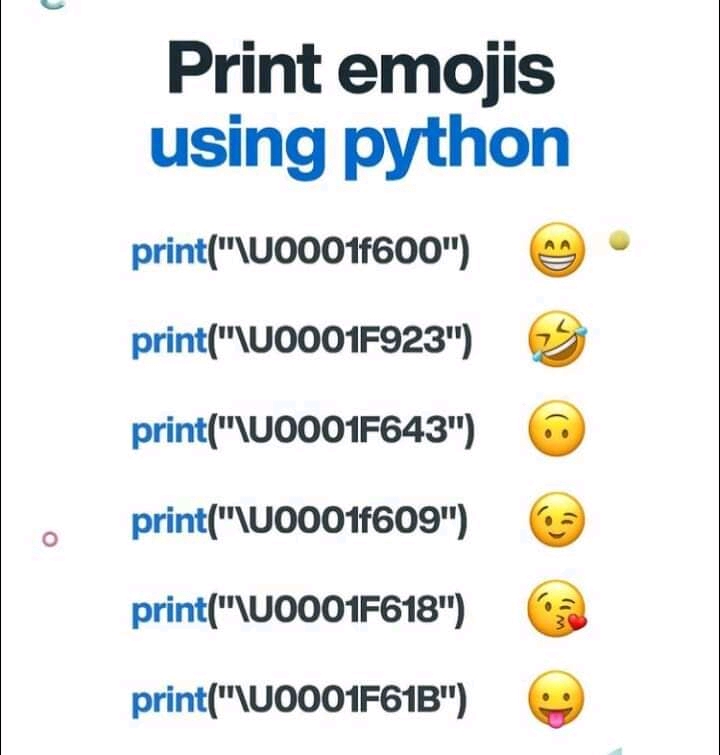 Print emojis
using python
print("\U0001f600") 😁
print("\U0001F923") 🤣
print("\U0001F643") 🙃
print("\U0001f609") 😉
print("\U0001F618") 😘
print("\U0001F61B") 😛